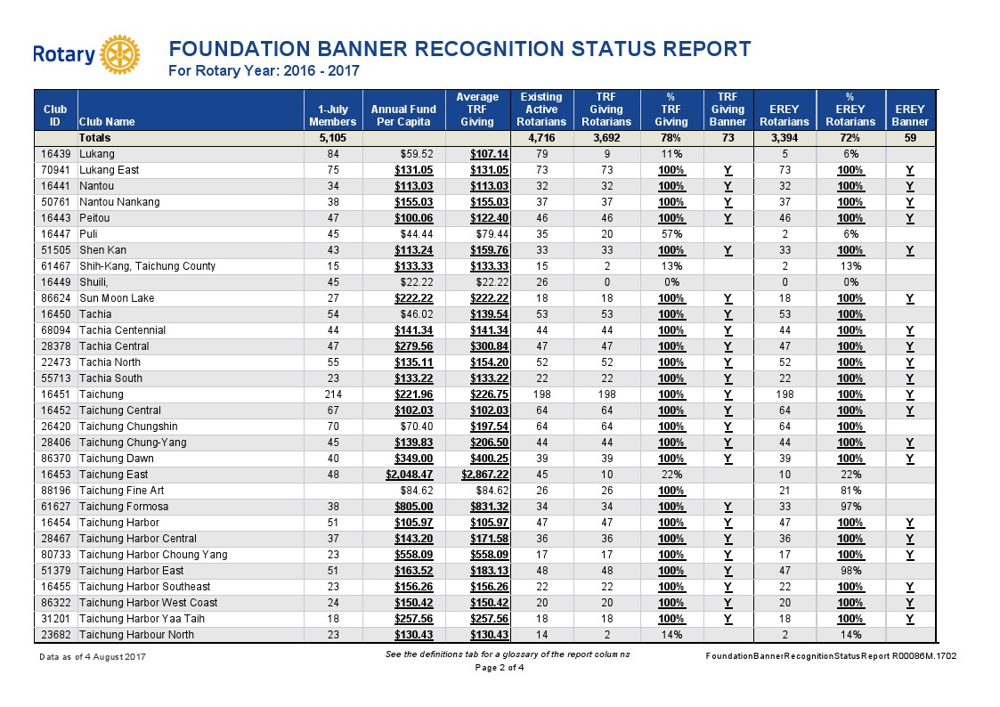 Rotary
FOUNDATION BANNER RECOGNITION STATUS REPORT
For Rotary Year: 2016 - 2017
Club ID Club Name 1-July Members Annual Fund Per Capita Average TRF Giving Existing Active Rotarians TRF Giving Rotarians % TRF Giving TRF Giving Banner EREY Rotarians % EREY Rotarians EREY Banner
Totals 5,105 4,716 3,692 78% 73 3,394 72% 59
16439 Lukang 84 $59.52 $107.14 79 9 11% 5 6%
70941 Lukang East 75 $131.05 $131.05 73 73 100% Y 73 100% Y
16441 Nantou 34 $113.03 $113.03 32 32 100% Y 32 100% Y
50761 Nantou Nankang 38 $155.03 $155.03 37 37 100% Y 37 100% Y
16443 Peitou 47 $100.06 $122.40 46 46 100% Y 46 100% Y
16447 Puli 45 $44.44 $79.44 35 20 57% 2 6%
51505 Shen Kan 43 $113.24 $159.76 33 33 100% Y 33 100% Y
61467 Shih-Kang, Taichung County 15 $133.33 $133.33 15 2 13% 2 13%
16449 Shuili, 45 $22.22 $22.22 26 0 0% 0 0%
86624 Sun Moon Lake 27 $222.22 $222.22 18 18 100% Y 18 100% Y
16450 Tachia 54 $46.02 $139.54 53 53 100% Y 53 100%
68094 Tachia Centennial 44 $141.34 $141.34 44 44 100% Y 44 100% Y
28378 Tachia Central 47 $279.56 $300.84 47 47 100% Y 47 100% Y
22473 Tachia North 55 $135.11 $154.20 52 52 100% Y 52 100% Y
55713 Tachia South 23 $133.22 $133.22 22 22 100% Y 22 100% Y
16451 Taichung 214 $221.96 $226.75 198 198 100% Y 198 100% Y
16452 Taichung Central 67 $102.03 $102.03 64 64 100% Y 64 100% Y
26420 Taichung Chungshin 70 $70.40 $197.54 64 64 100% Y 64 100%
28406 Taichung Chung-Yang 45 $139.83 $206.50 44 44 100% Y 44 100% Y
86370 Taichung Dawn 40 $349.00 $400.25 39 39 100% Y 39 100% Y
16453 Taichung East 48 $2,048.47 $2,867.22 45 10 22% 10 22%
88196 Taichung Fine Art $84.62 $84.62 26 26 100% 21 81%
61627 Taichung Formosa 38 $805.00 $831.32 34 34 100% Y 33 97%
16454 Taichung Harbor 51 $105.97 $105.97 47 47 100% Y 47 100% Y
28467 Taichung Harbor Central 37 $143.20 $171.58 36 36 100% Y 36 100% Y
80733 Taichung Harbor Choung Yang 23 $558.09 $558.09 17 17 100% Y 17 100% Y
51379 Taichung Harbor East 51 $163.52 $183.13 48 48 100% Y 47 98%
16455 Taichung Harbor Southeast 23 $156.26 $156.26 22 22 100% Y 22 100% Y
86322 Taichung Harbor West Coast 24 $150.42 $150.42 20 20 100% Y 20 100% Y
31201 Taichung Harbor Yaa Taih 18 $257.56 $257.56 18 18 100% Y 18 100% Y
23682 Taichung Harbour North 23 $130.43 $130.43 14 2 14% 2 14%
Data as of 4 August 2017 See the definitions tab for a glossary of the report columns FoundationBannerRecognitionStatusReport R00086M.1702
Page 2 of 4